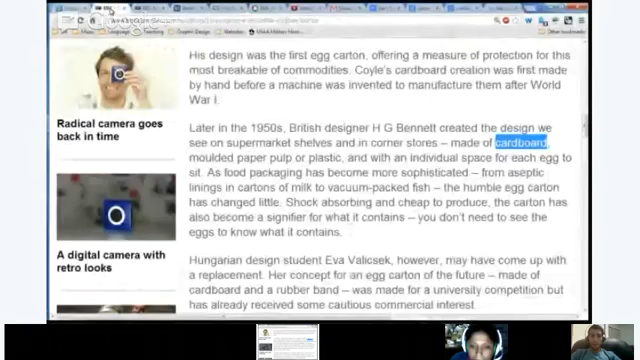 His design was the first egg carton, offering a measure of protection for this
most breakable of commodities. Coyle's cardboard creation was first made
by hand before a machine was invented to manufacture them after World
War I.
Radical camera goes
back in time
Later in the 1950s, British designer H G Bennett created the design we
see on supermarket shelves and in corner stores – made of cardboard,
moulded paper pulp or plastic, and with an individual space for each egg to
sit. As food packaging has become more sophisticated – from aseptic
linings in cartons of milk to vacuum-packed fish – the humble egg carton
has changed little. Shock absorbing and cheap to produce, the carton has
also become a signifier for what it contains – you don't need to see the
eggs to know what it contains.
A digital camera with
retro looks
Hungarian design student Eva Valicsek, however, may have come up with
a replacement. Her concept for an egg carton of the future – made of
cardboard and a rubber band – was made for a university competition but
has already received some cautious commercial interest.